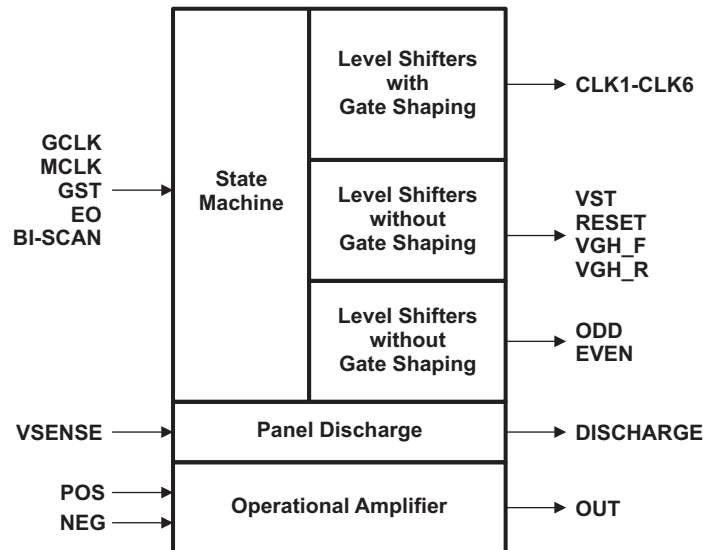 GCLK
MCLK
GST
EO
BI-SCAN
State
Machine
Level Shifters
with
Gate Shaping
CLK1-CLK6
Level Shifters
without
Gate Shaping
VST
RESET
VGH_F
VGH_R
Level Shifters
without
Gate Shaping
ODD
EVEN
VSENSE
Panel Discharge
DISCHARGE
POS
NEG
Operational Amplifier
OUT